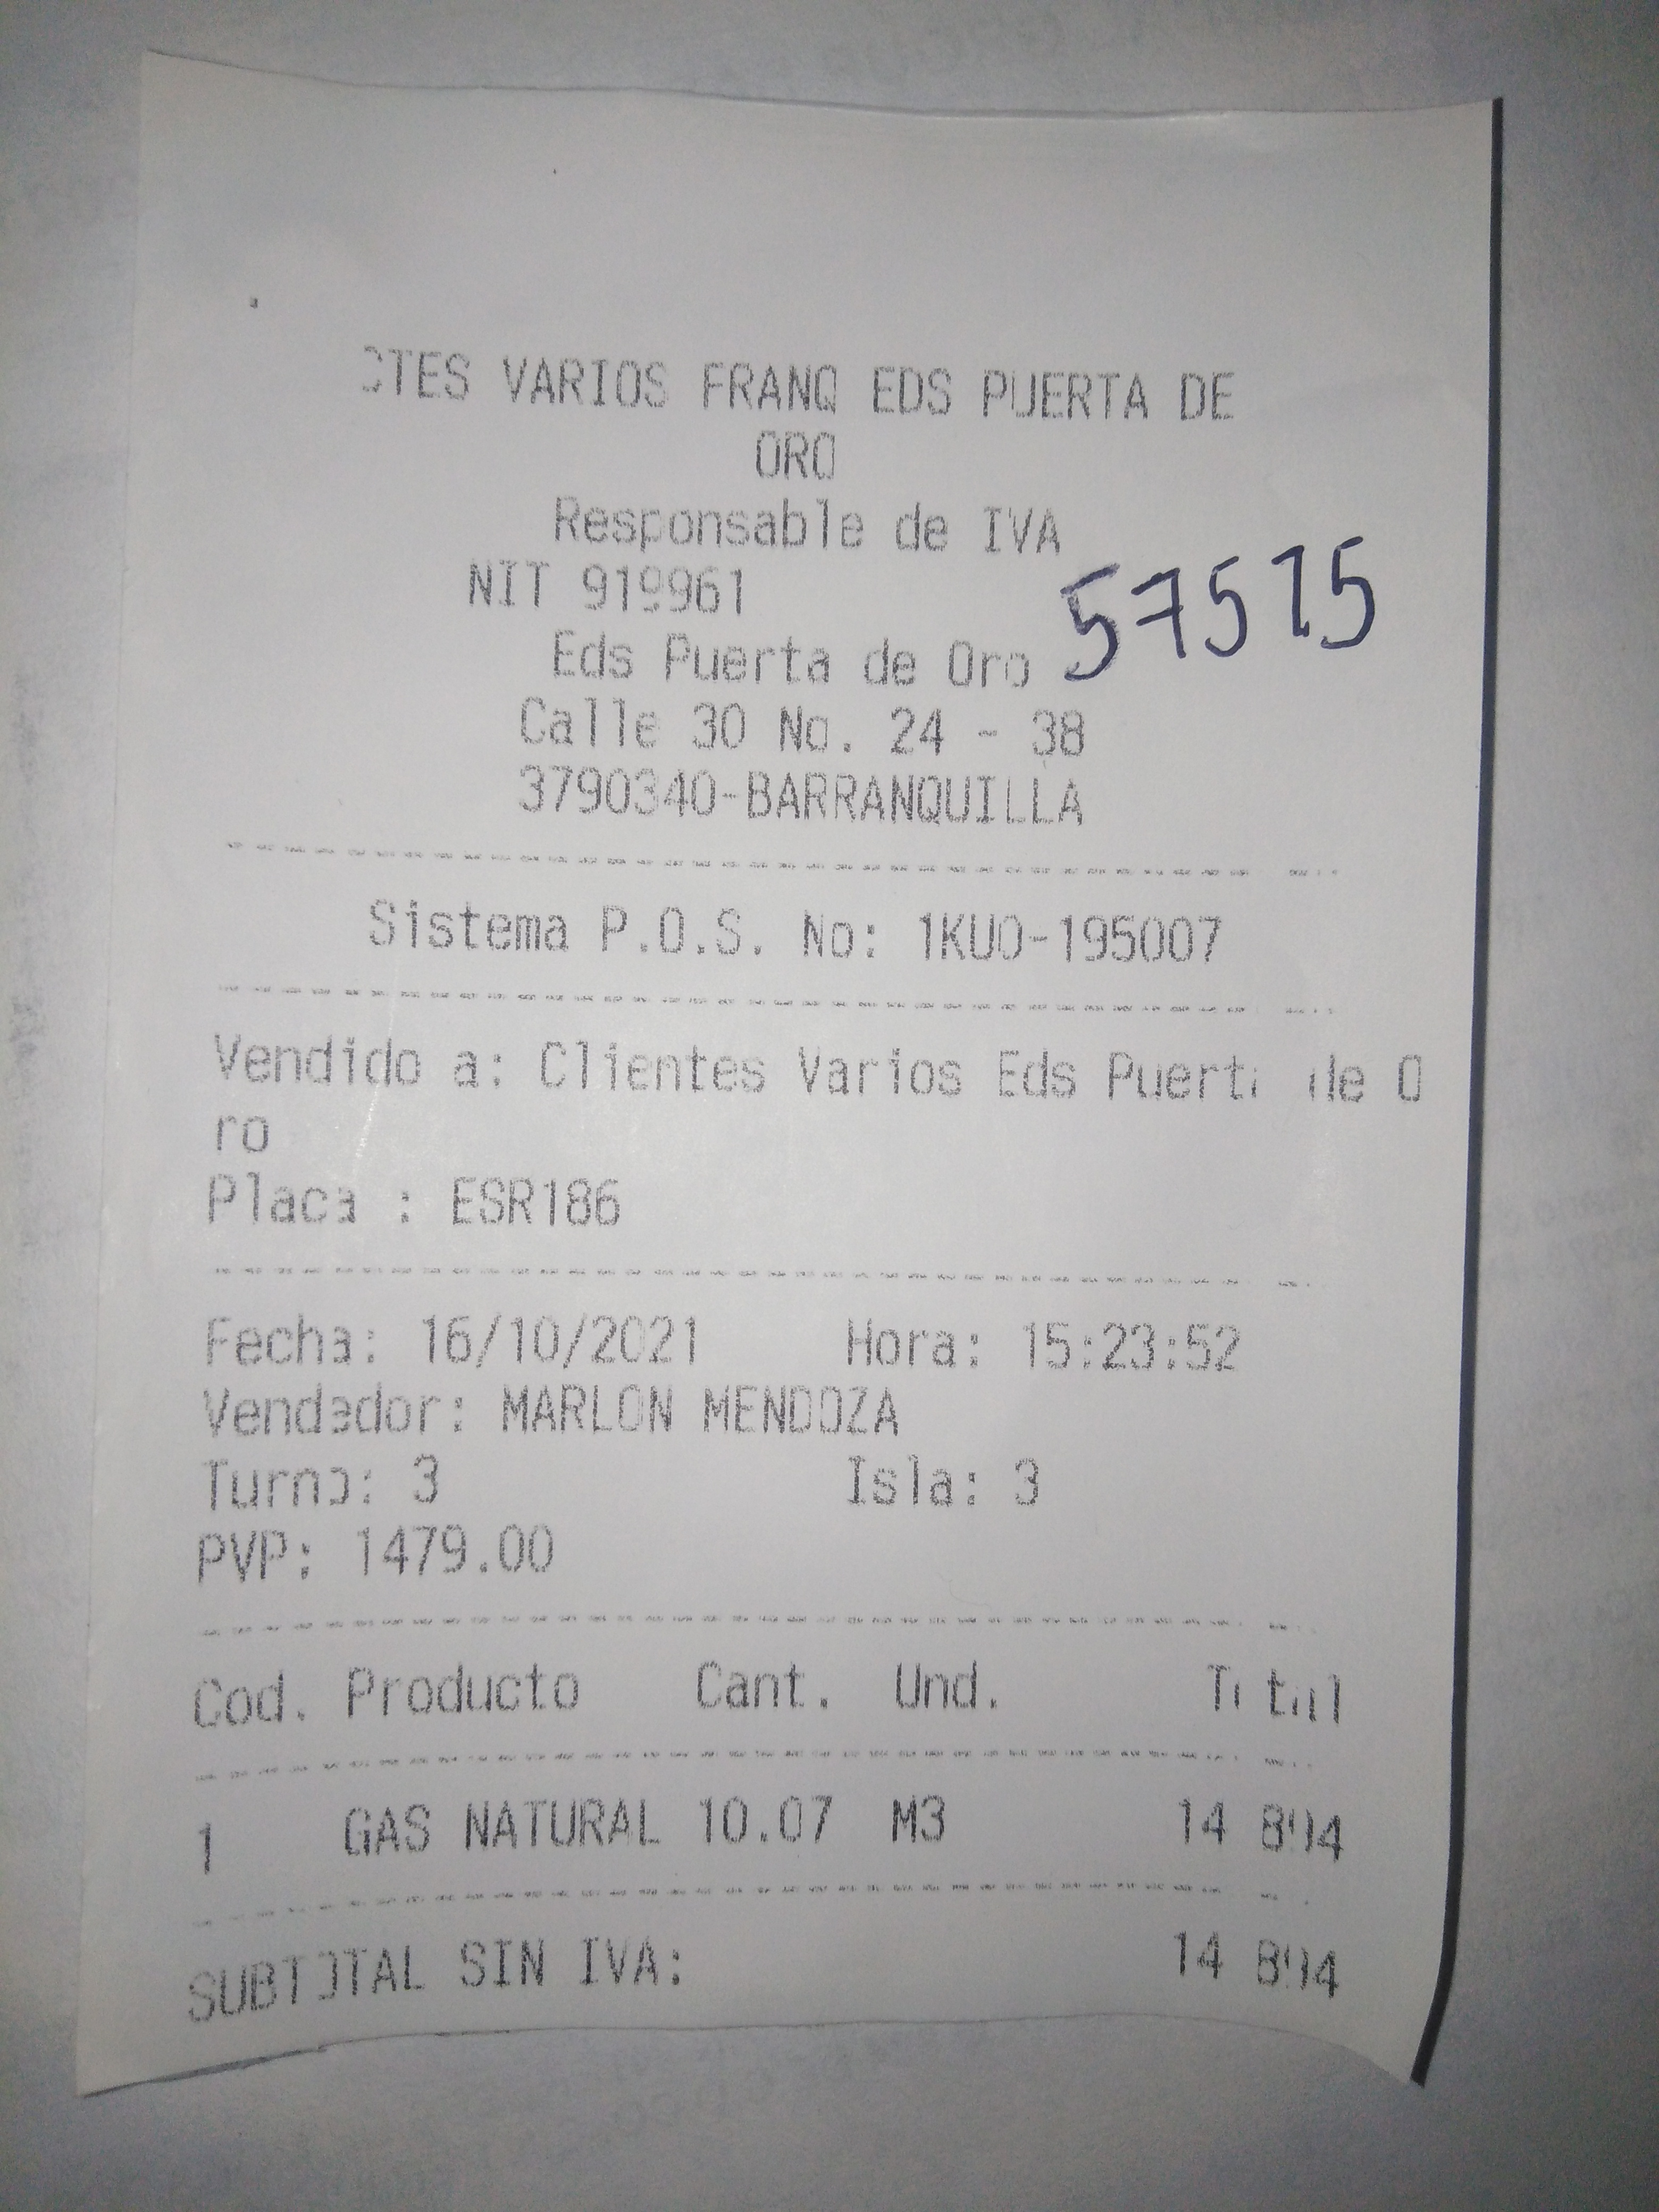 CTES VARIOS FRANQ EDS PUERTA DE
ORO
Responsable de IVA
NIT 919961
57515
Eds Puerta de Oro
Calle 30 No. 24 - 38
3790340-BARRANQUILLA
Sistema P.O.S. No: 1KUO-195007
Vendido a: Clientes Varios Eds Puerta de O
ro
Placa : ESR186
Fecha: 16/10/2021 Hora: 15:23:52
Vendedor: MARLON MENDOZA
Turno: 3 Isla: 3
PVP: 1479.00
Cod. Producto Cant. Und. Total
1 GAS NATURAL 10.07 M3 14 894
SUBTOTAL SIN IVA: 14 894